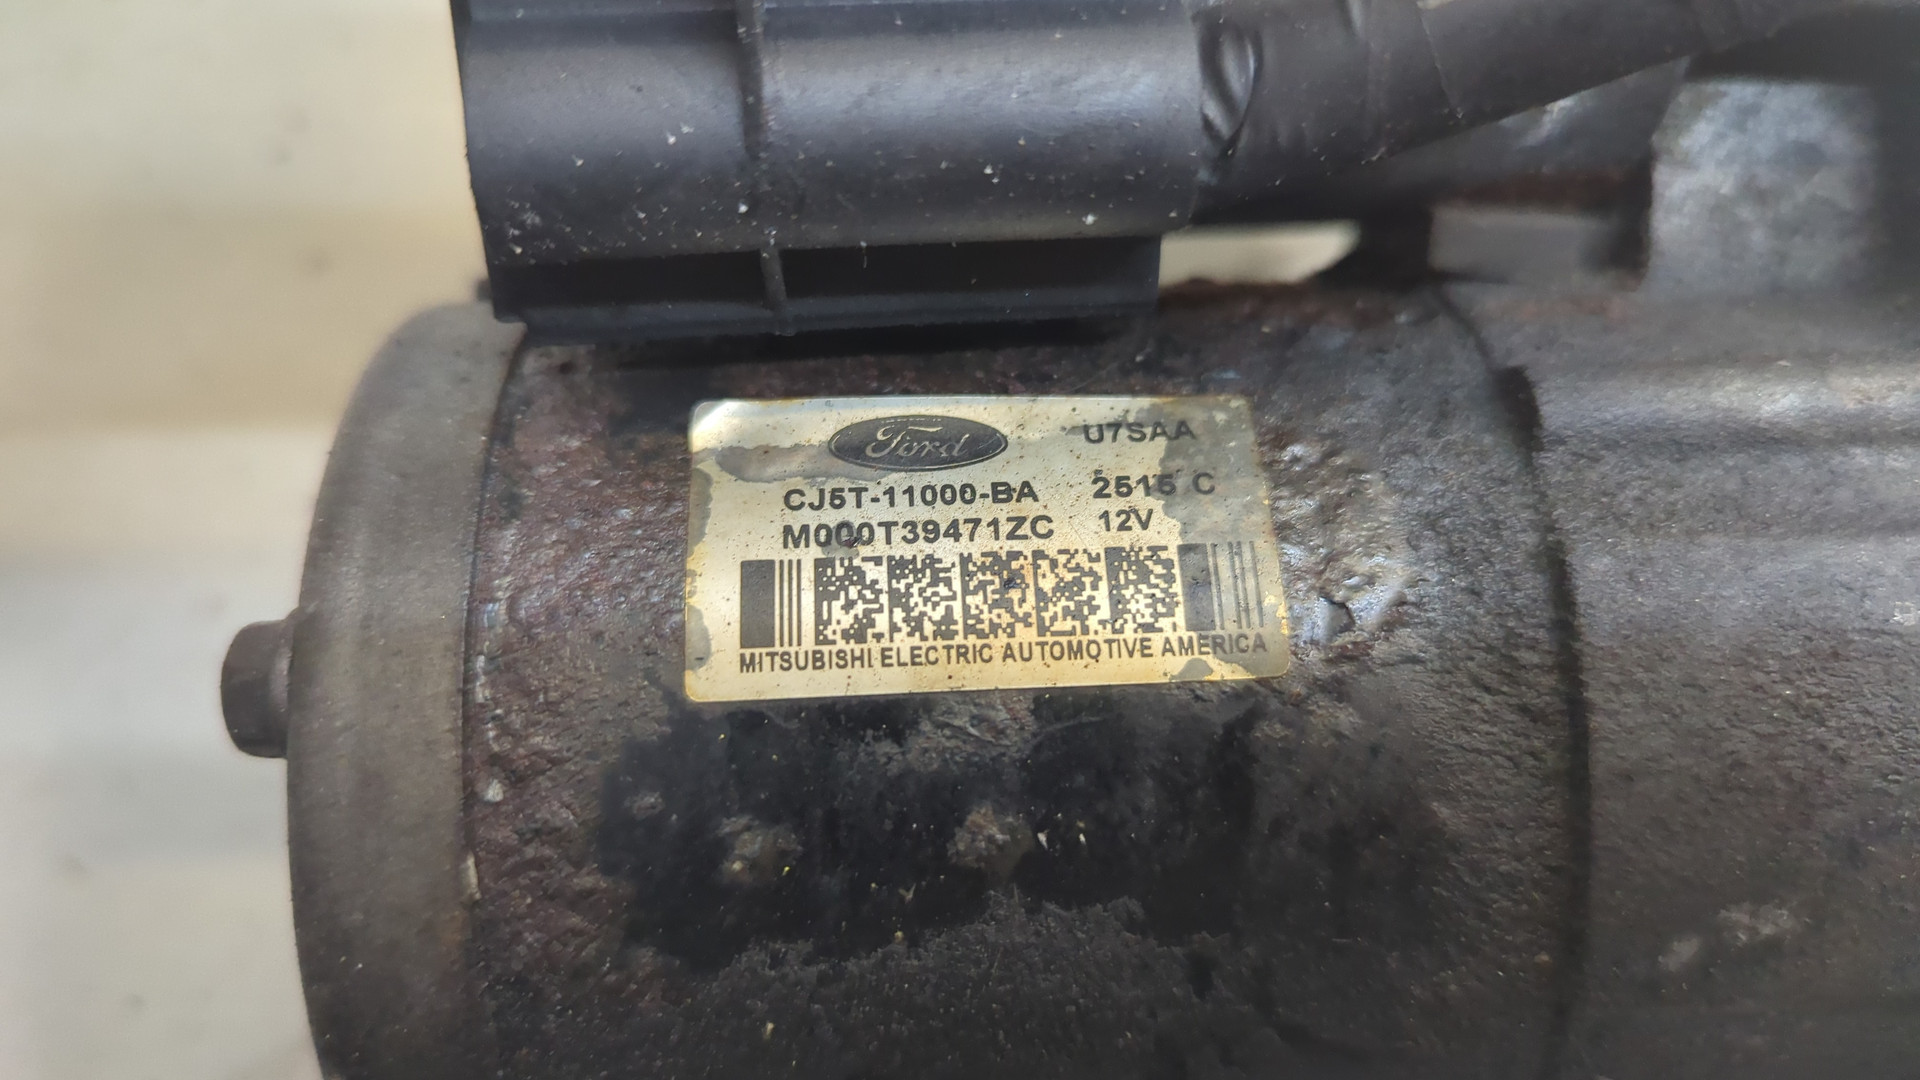 Ford U7SAA
CJ5T-11000-BA 2515 C
M000T39471ZC 12V
MITSUBISHI ELECTRIC AUTOMOTIVE AMERICA